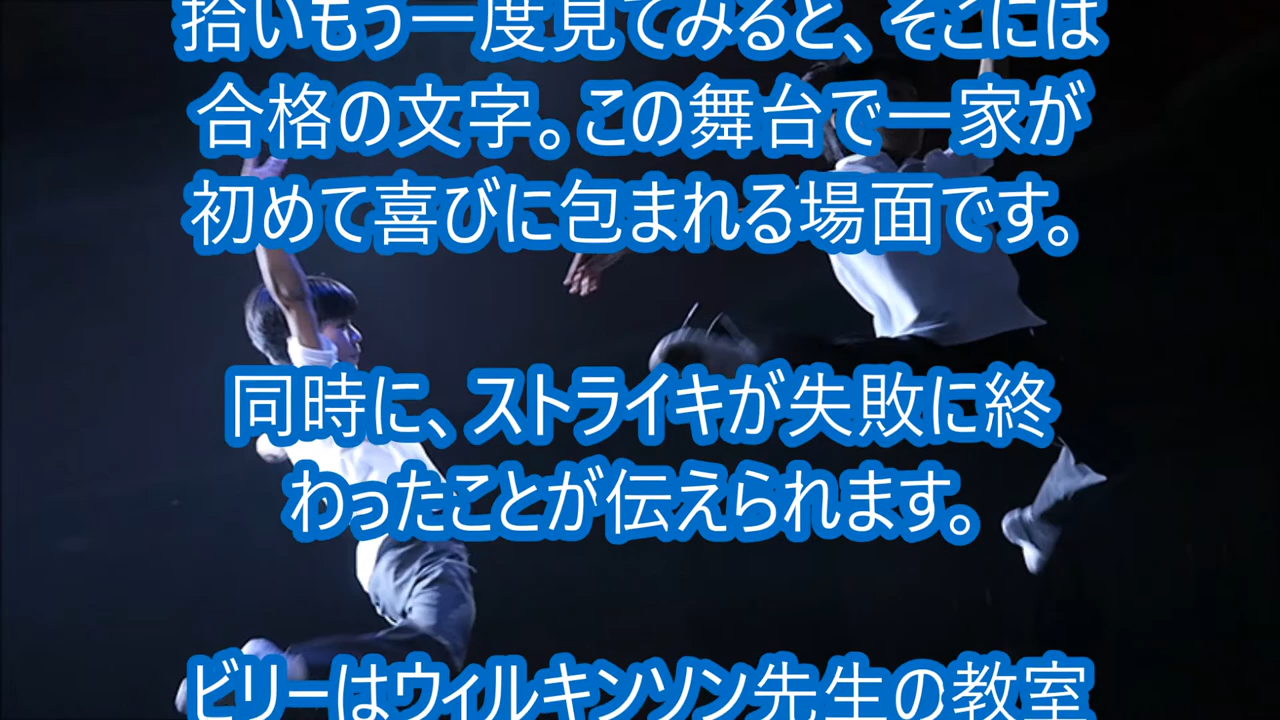 拾いもう一度見てみると、そこには
合格の文字。この舞台で一家が
初めて喜びに包まれる場面です。
同時に、ストライキが失敗に終
わったことが伝えられます。
ビリーはウィルキンソン先生の教室